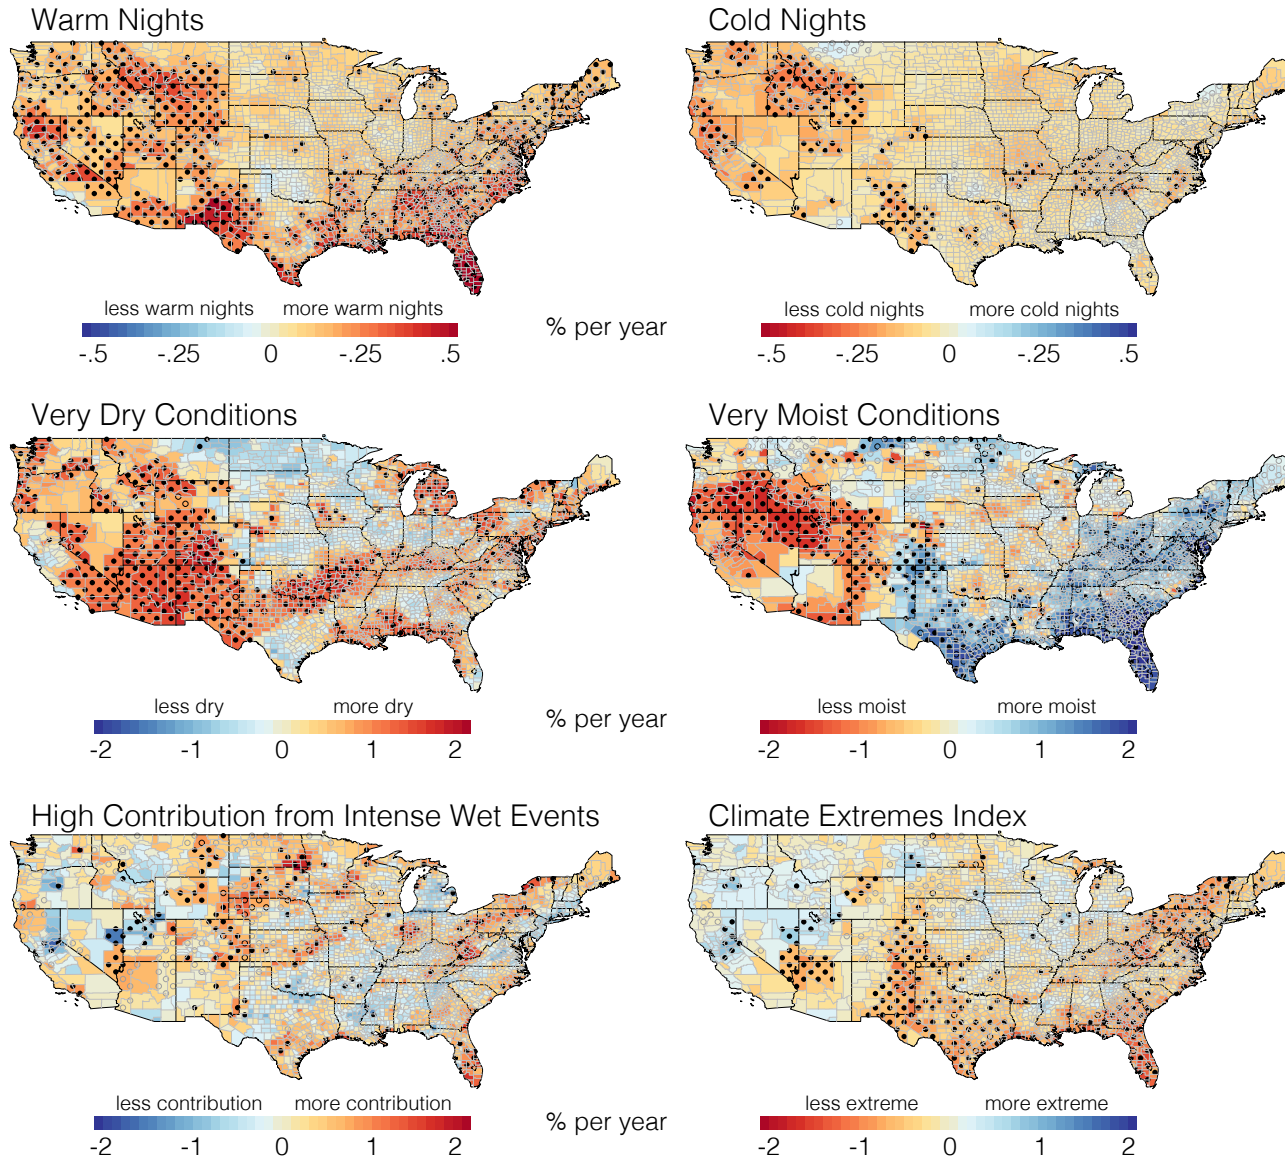 Warm Nights
Cold Nights
less warm nights more warm nights
-.5 -.25 0 -.25 .5
% per year
less cold nights more cold nights
-.5 -.25 0 -.25 .5
Very Dry Conditions
Very Moist Conditions
less dry more dry
-2 -1 0 1 2
% per year
less moist more moist
-2 -1 0 1 2
High Contribution from Intense Wet Events
Climate Extremes Index
less contribution more contribution
-2 -1 0 1 2
% per year
less extreme more extreme
-2 -1 0 1 2